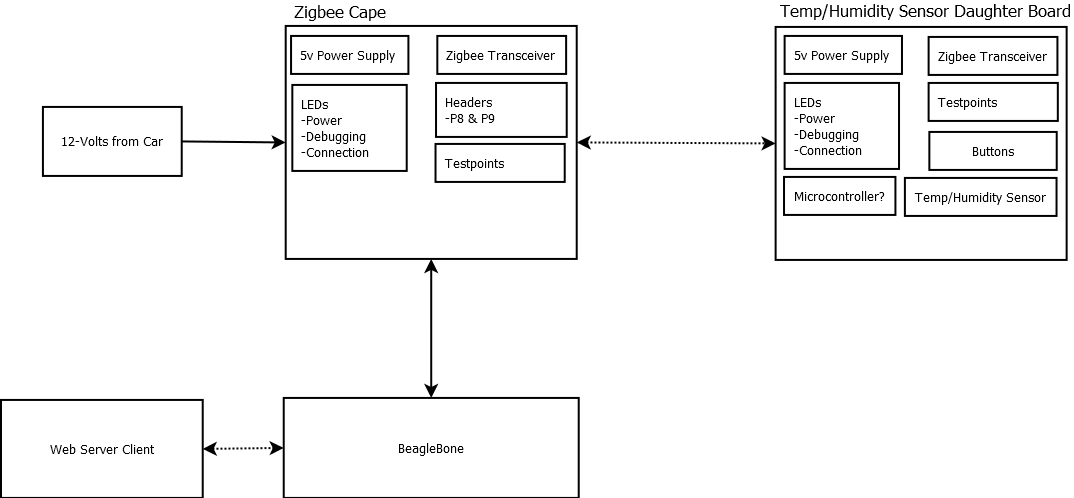 Zigbee Cape
Temp/Humidity Sensor Daughter Board
5v Power Supply
Zigbee Transceiver
LEDs
-Power
-Debugging
-Connection
Headers
-P8 & P9
Testpoints
12-Volts from Car
5v Power Supply
Zigbee Transceiver
LEDs
-Power
-Debugging
-Connection
Testpoints
Buttons
Microcontroller?
Temp/Humidity Sensor
Web Server Client
BeagleBone